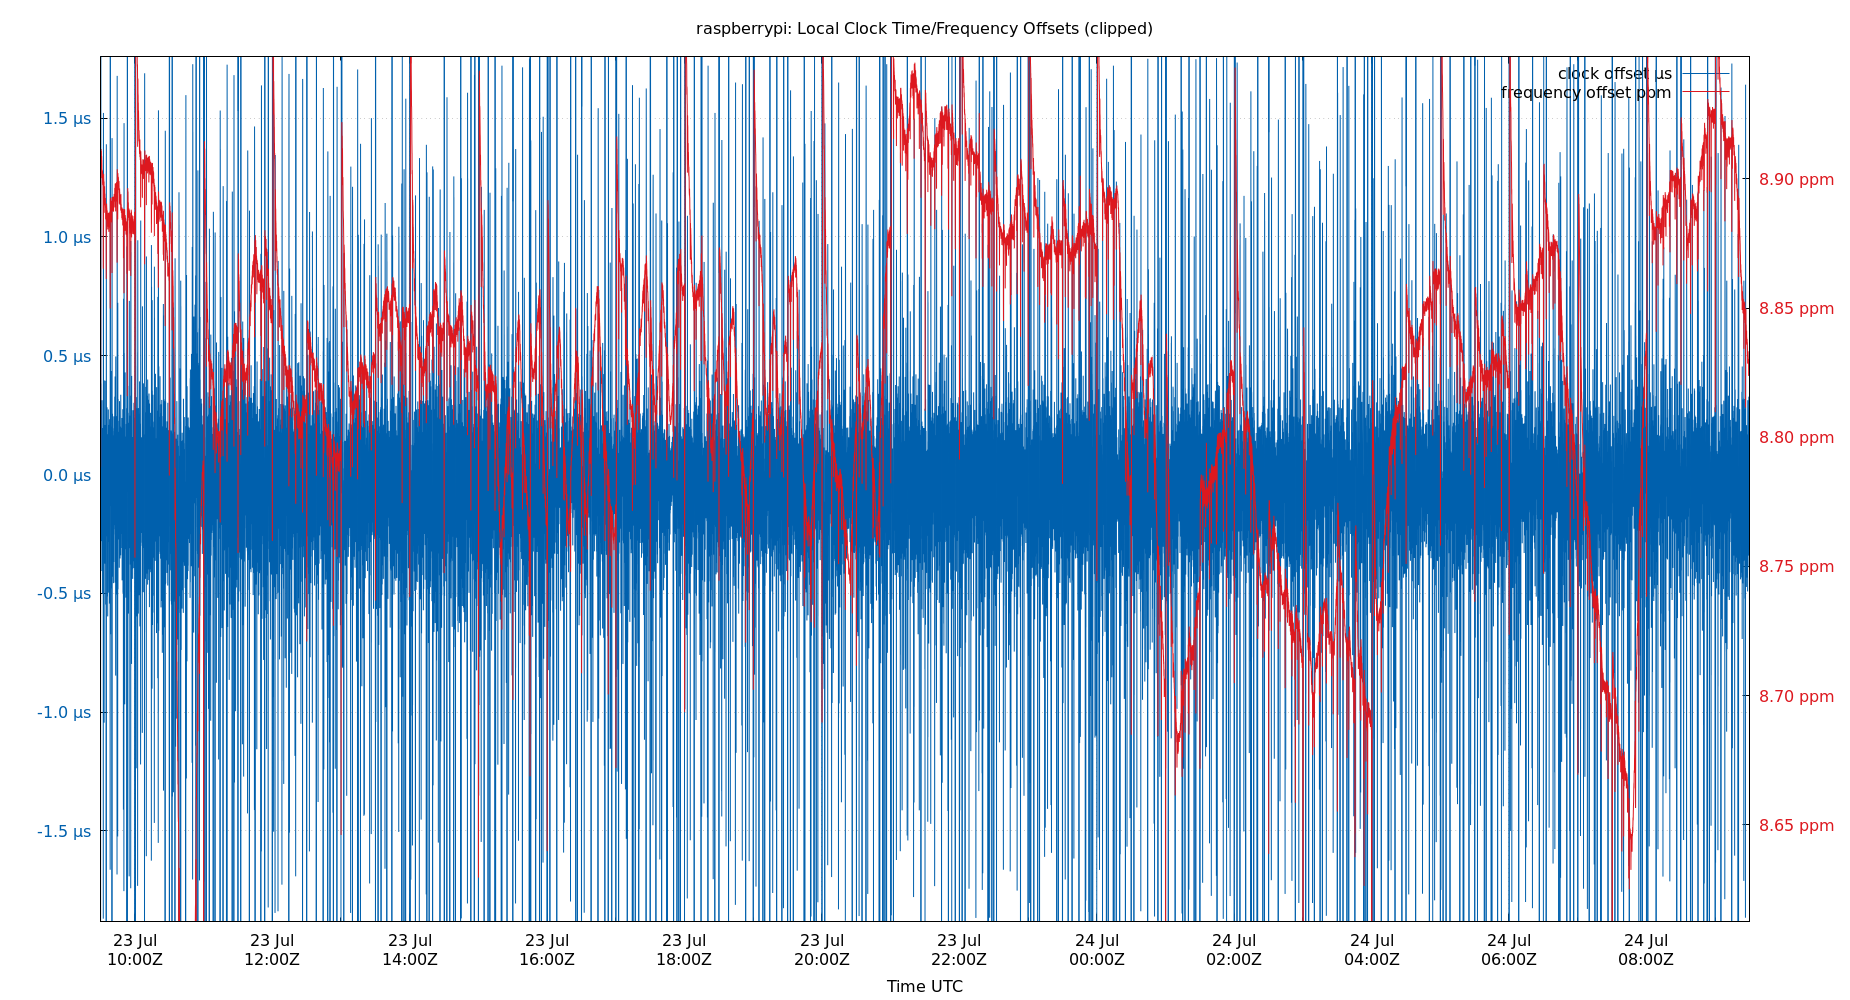 raspberrypi: Local Clock Time/Frequency Offsets (clipped)
clock offset µs
frequency offset ppm
1.5 µs
1.0 µs
0.5 µs
0.0 µs
-0.5 µs
-1.0 µs
-1.5 µs
8.90 ppm
8.85 ppm
8.80 ppm
8.75 ppm
8.70 ppm
8.65 ppm
23 Jul 23 Jul 23 Jul 23 Jul 23 Jul 23 Jul 23 Jul 24 Jul 24 Jul 24 Jul 24 Jul 24 Jul
10:00Z 12:00Z 14:00Z 16:00Z 18:00Z 20:00Z 22:00Z 00:00Z 02:00Z 04:00Z 06:00Z 08:00Z
Time UTC